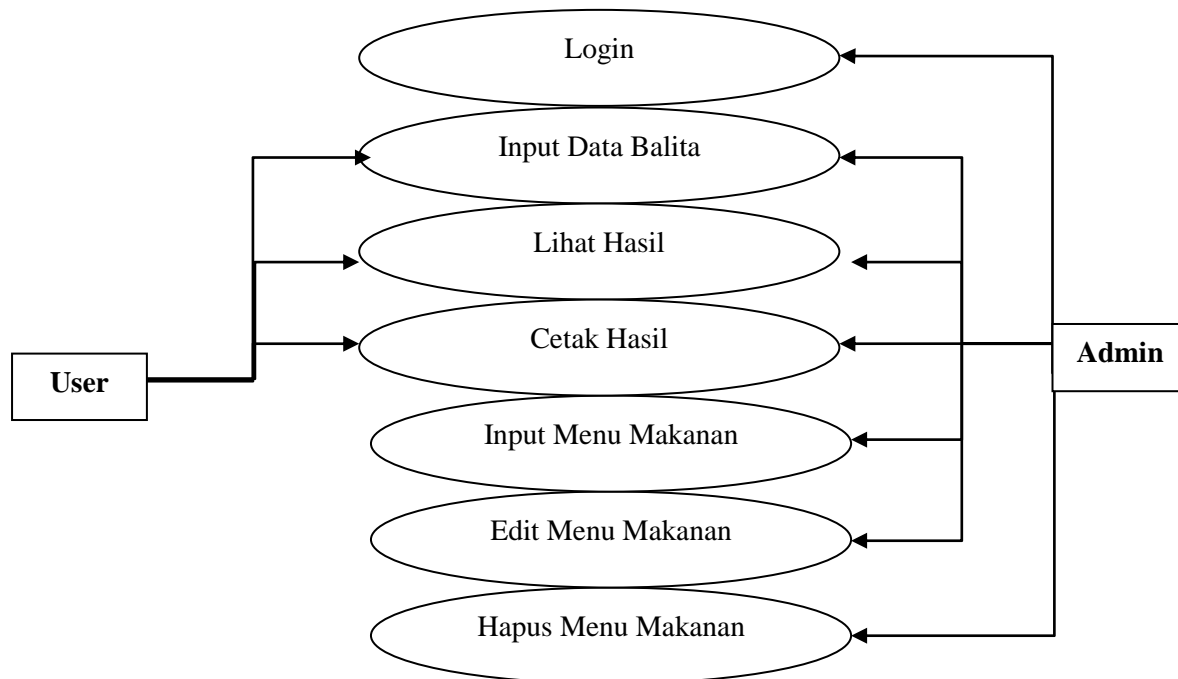 Login
Input Data Balita
Lihat Hasil
Cetak Hasil
User
Admin
Input Menu Makanan
Edit Menu Makanan
Hapus Menu Makanan